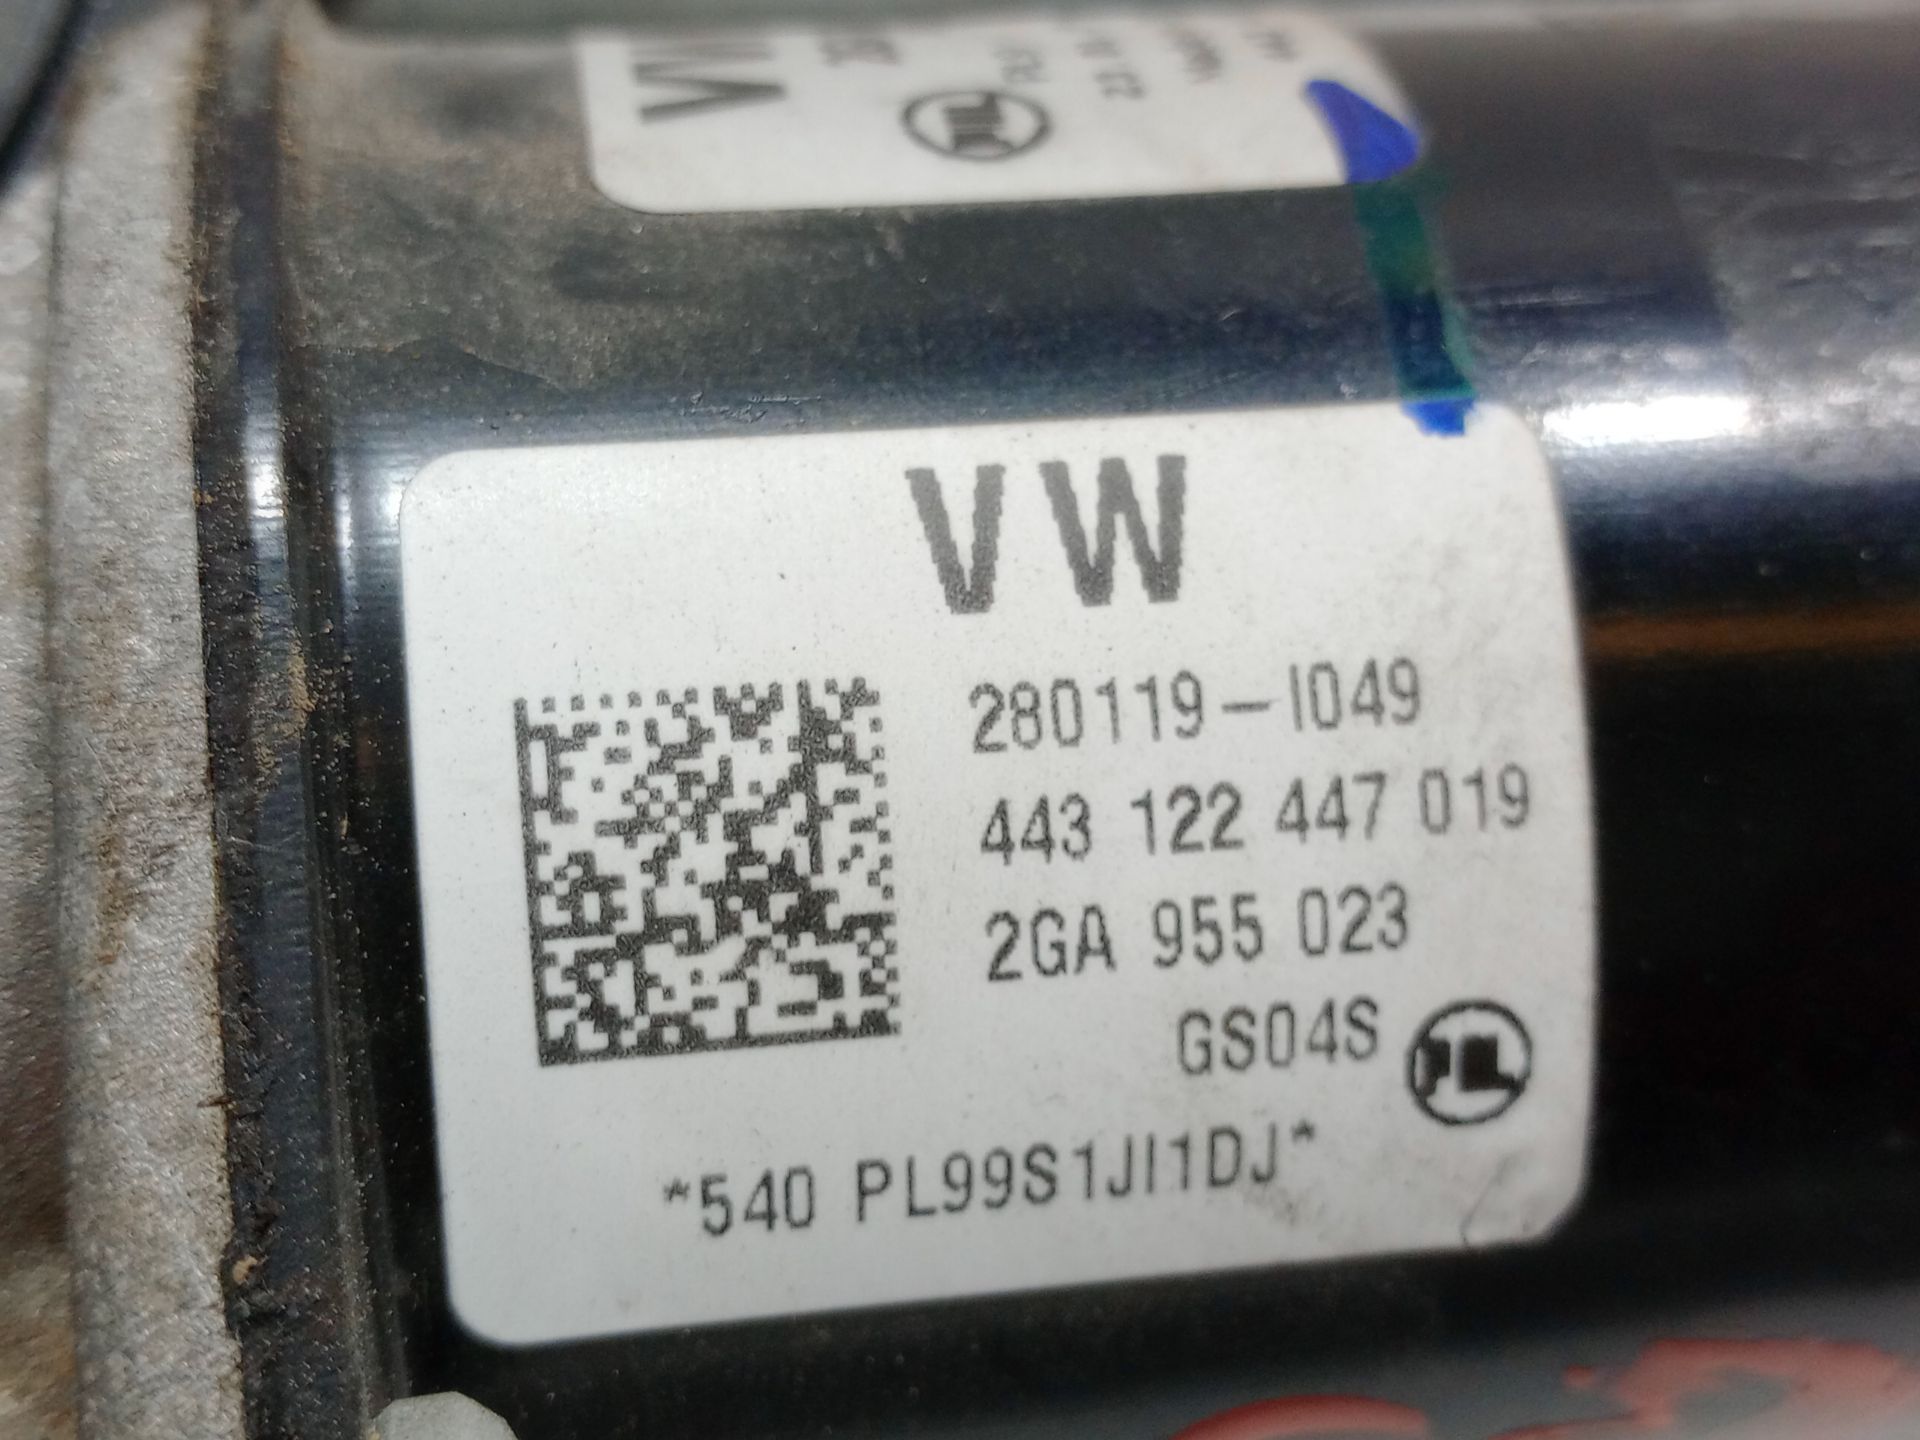 VW
280119-I049
443 122 447 019
2GA 955 023
GS04S
*540 PL99S1JI1DJ*